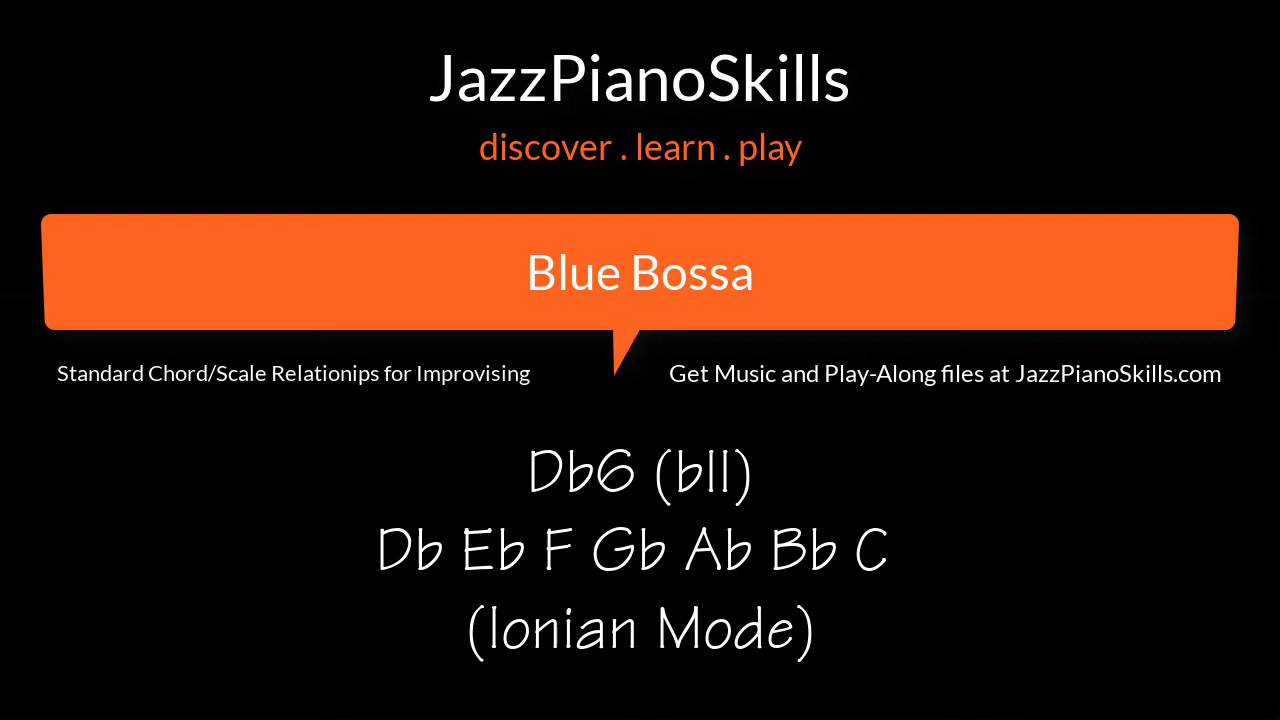 JazzPianoSkills
discover . learn . play
Blue Bossa
Standard Chord/Scale Relationips for Improvising
Get Music and Play-Along files at JazzPianoSkills.com
Db6 (bII)
Db Eb F Gb Ab Bb C
(Ionian Mode)